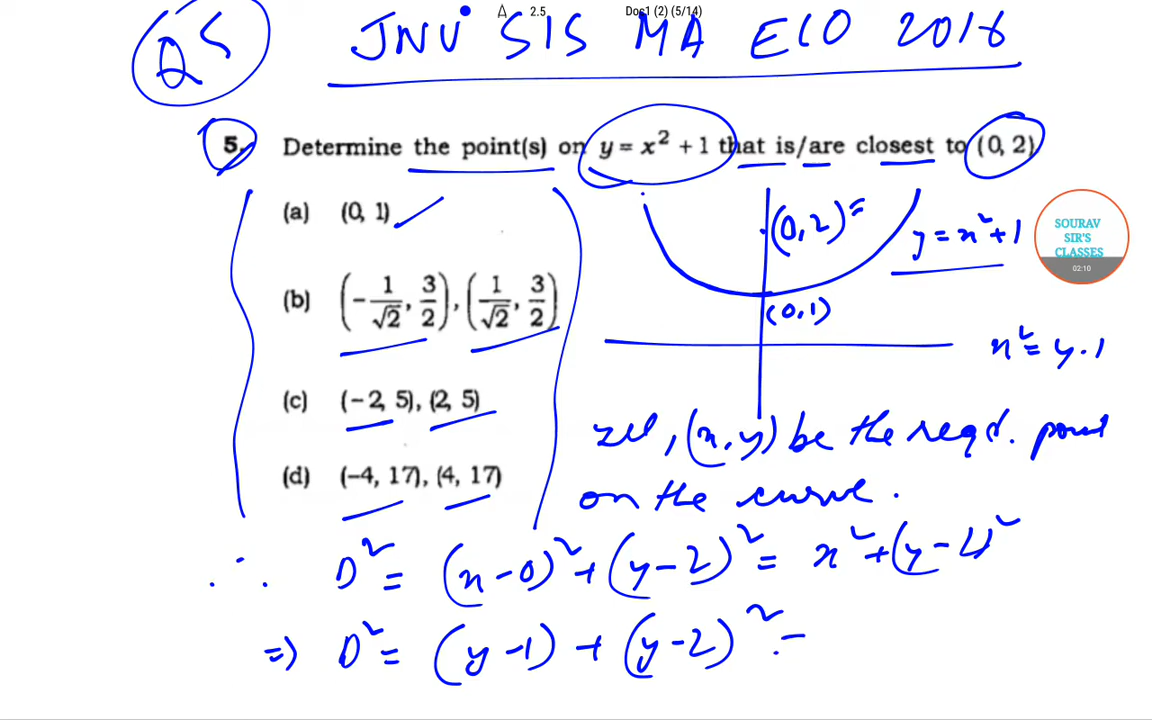 A 2.5 Doc1 (2) (5/14)
Q5 JNU SIS MA ECO 2016
5. Determine the point(s) on y = x² + 1 that is/are closest to (0, 2)
(a) (0, 1)
(b) (-1/√2, 3/2), (1/√2, 3/2)
(c) (-2, 5), (2, 5)
(d) (-4, 17), (4, 17)
(0, 2)
y = x² + 1
(0, 1)
x² = y - 1
SOURAV
SIR'S
CLASSES
02:10
Let, (x, y) be the reqd. point
on the curve.
∴ D² = (x - 0)² + (y - 2)² = x² + (y - 2)²
⇒ D² = (y - 1) + (y - 2)² =